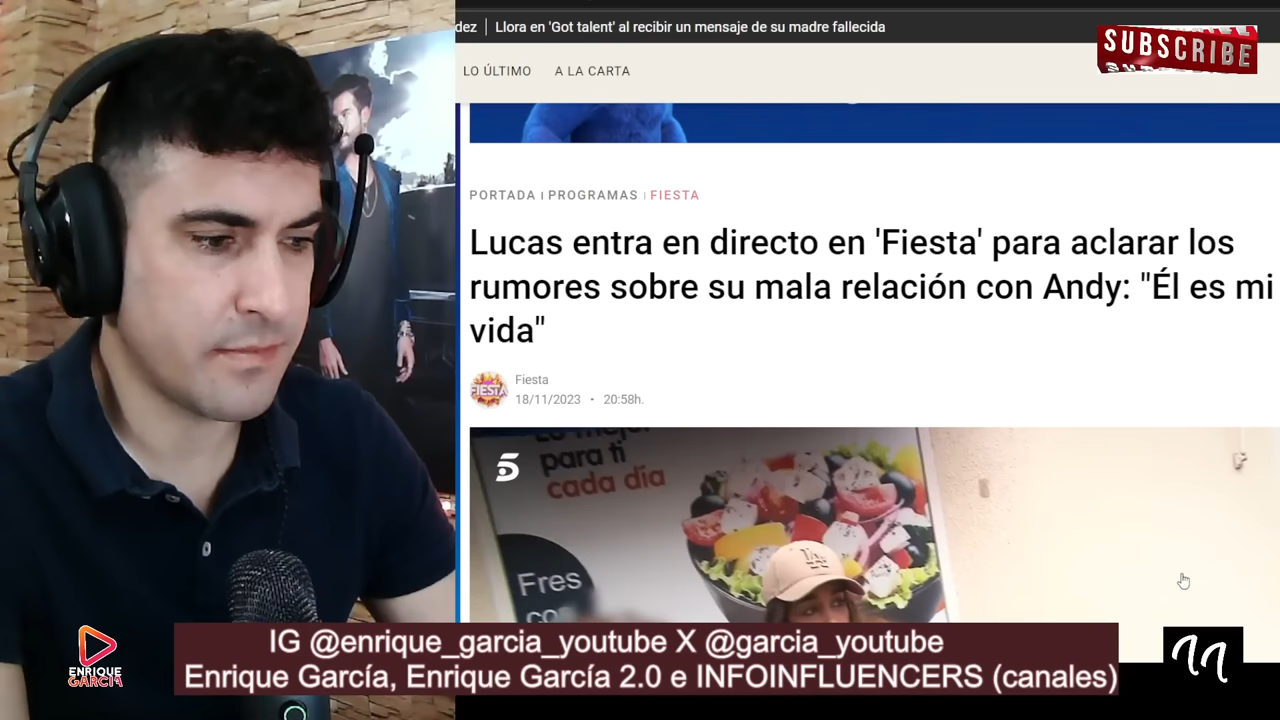 dez | Llora en 'Got talent' al recibir un mensaje de su madre fallecida
SUBSCRIBE
LO ÚLTIMO A LA CARTA
PORTADA | PROGRAMAS | FIESTA
Lucas entra en directo en 'Fiesta' para aclarar los
rumores sobre su mala relación con Andy: "Él es mi
vida"
FIESTA
Fiesta
18/11/2023 • 20:58h.
Lo mejor
para ti
cada día
5
Fres
co
IG @enrique_garcia_youtube X @garcia_youtube
Enrique García, Enrique García 2.0 e INFOINFLUENCERS (canales)
ENRIQUE
GARCÍA